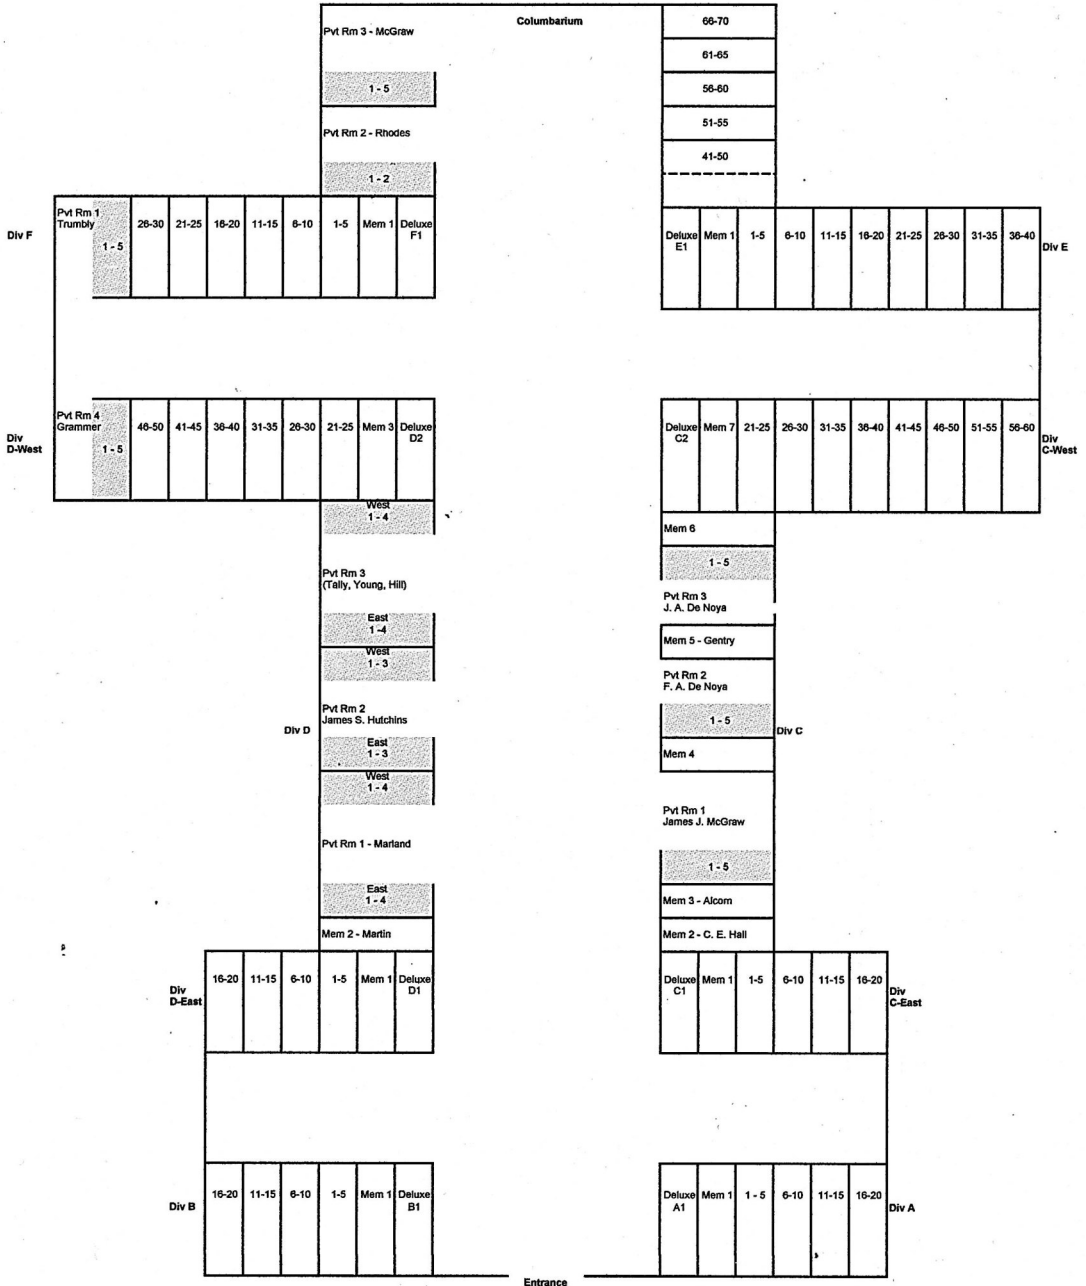 Columbarium
Pvt Rm 3 - McGraw
1 - 5
Pvt Rm 2 - Rhodes
1 - 2
66-70
61-65
56-60
51-55
41-50
Div F
Pvt Rm 1
Trumbly
1 - 5
26-30
21-25
16-20
11-15
6-10
1-5
Mem 1
Deluxe
F1
Deluxe
E1
Mem 1
1-5
6-10
11-15
16-20
21-25
26-30
31-35
36-40
Div E
Div
D-West
Pvt Rm 4
Grammer
1 - 5
46-50
41-45
36-40
31-35
26-30
21-25
Mem 3
Deluxe
D2
Deluxe
C2
Mem 7
21-25
26-30
31-35
36-40
41-45
46-50
51-55
56-60
Div
C-West
West
1 - 4
Pvt Rm 3
(Tally, Young, Hill)
East
1 -4
West
1 - 3
Pvt Rm 2
James S. Hutchins
Div D
East
1 - 3
West
1 - 4
Pvt Rm 1 - Marland
East
1 - 4
Mem 2 - Martin
Mem 6
1 - 5
Pvt Rm 3
J. A. De Noya
Mem 5 - Gentry
Pvt Rm 2
F. A. De Noya
1 - 5
Div C
Mem 4
Pvt Rm 1
James J. McGraw
1 - 5
Mem 3 - Alcorn
Mem 2 - C. E. Hall
Div
D-East
16-20
11-15
6-10
1-5
Mem 1
Deluxe
D1
Deluxe
C1
Mem 1
1-5
6-10
11-15
16-20
Div
C-East
Div B
16-20
11-15
6-10
1-5
Mem 1
Deluxe
B1
Deluxe
A1
Mem 1
1 - 5
6-10
11-15
16-20
Div A
Entrance